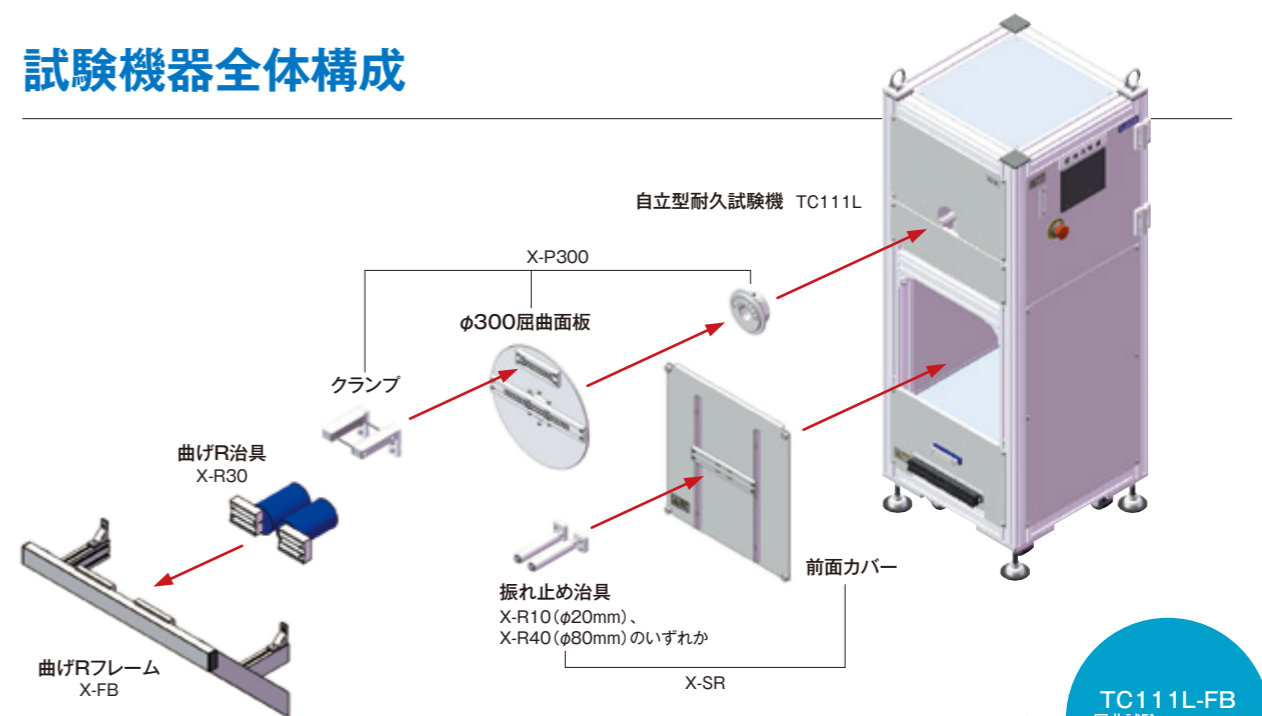 試験機器全体構成
自立型耐久試験機 TC111L
X-P300
φ300屈曲面板
クランプ
曲げR治具
X-R30
前面カバー
振れ止め治具
X-R10(φ20mm)、
X-R40(φ80mm)のいずれか
曲げRフレーム
X-FB
X-SR
TC111L-FB